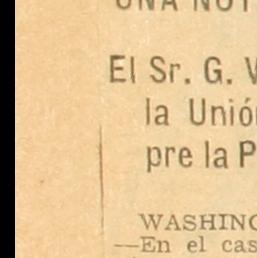 UNA NOT
El Sr. G. V
la Unión
pre la P
WASHING
—En el cas